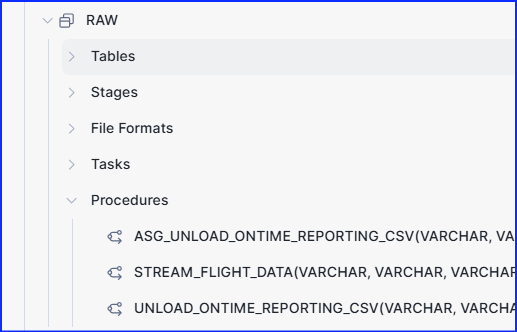 RAW
Tables
Stages
File Formats
Tasks
Procedures
ASG_UNLOAD_ONTIME_REPORTING_CSV(VARCHAR, VA
STREAM_FLIGHT_DATA(VARCHAR, VARCHAR, VARCHAR
UNLOAD_ONTIME_REPORTING_CSV(VARCHAR, VARCHA